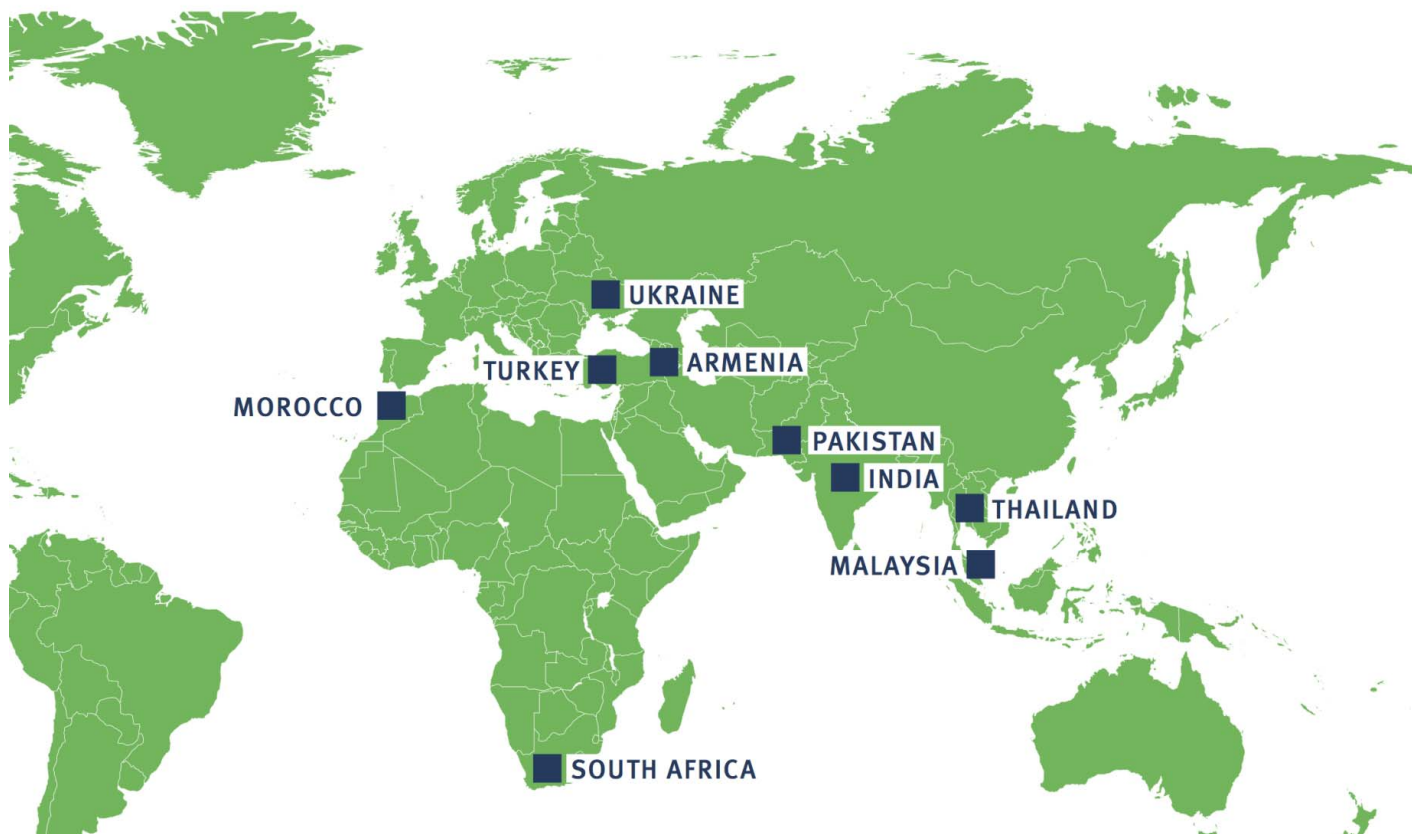 UKRAINE
ARMENIA
TURKEY
MOROCCO
PAKISTAN
INDIA
THAILAND
MALAYSIA
SOUTH AFRICA